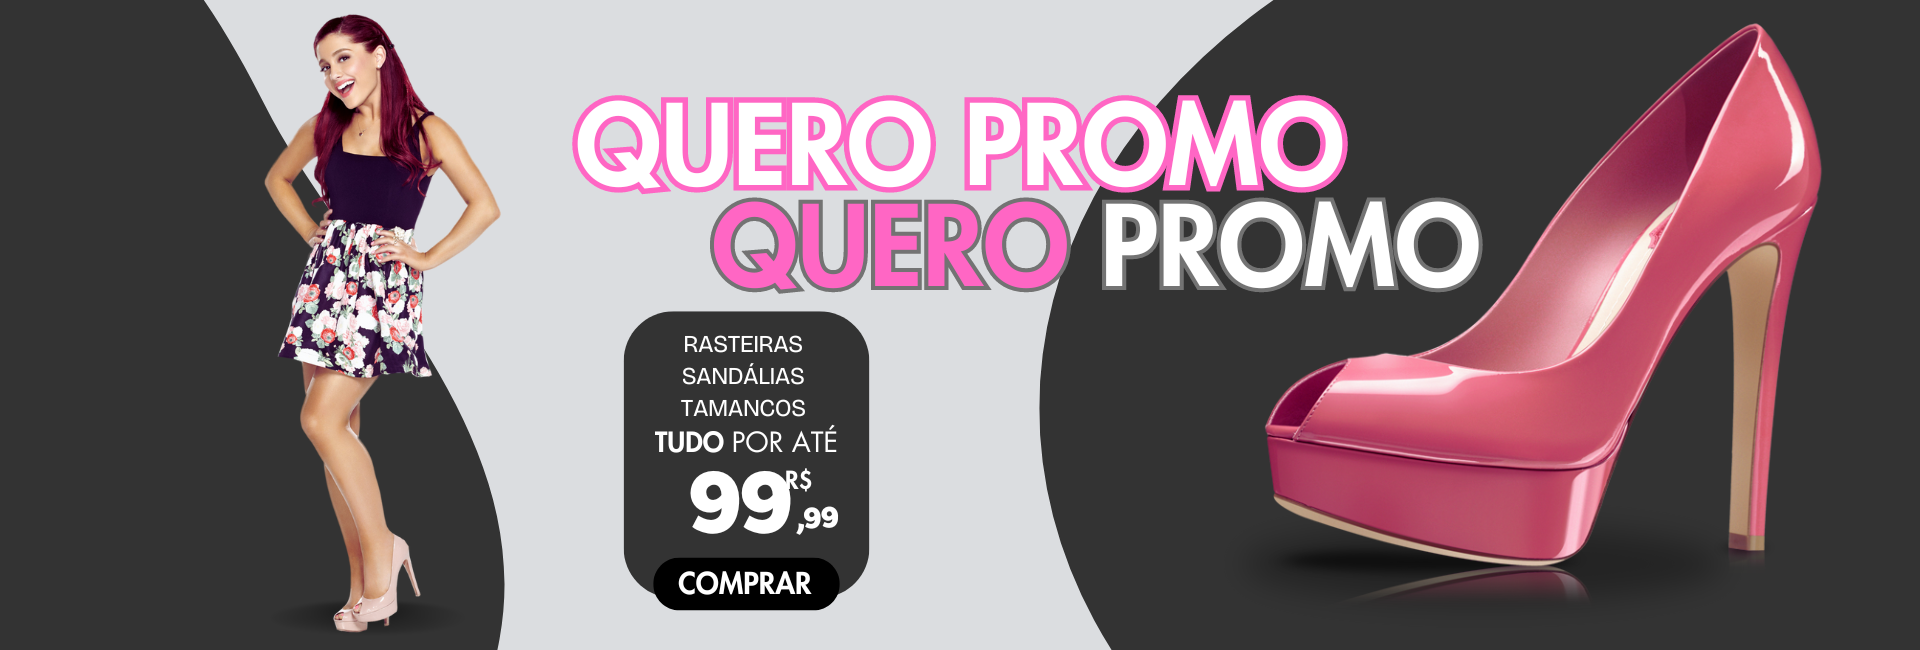 QUERO PROMO
QUERO PROMO
RASTEIRAS
SANDÁLIAS
TAMANCOS
TUDO POR ATÉ
R$
99,99
COMPRAR